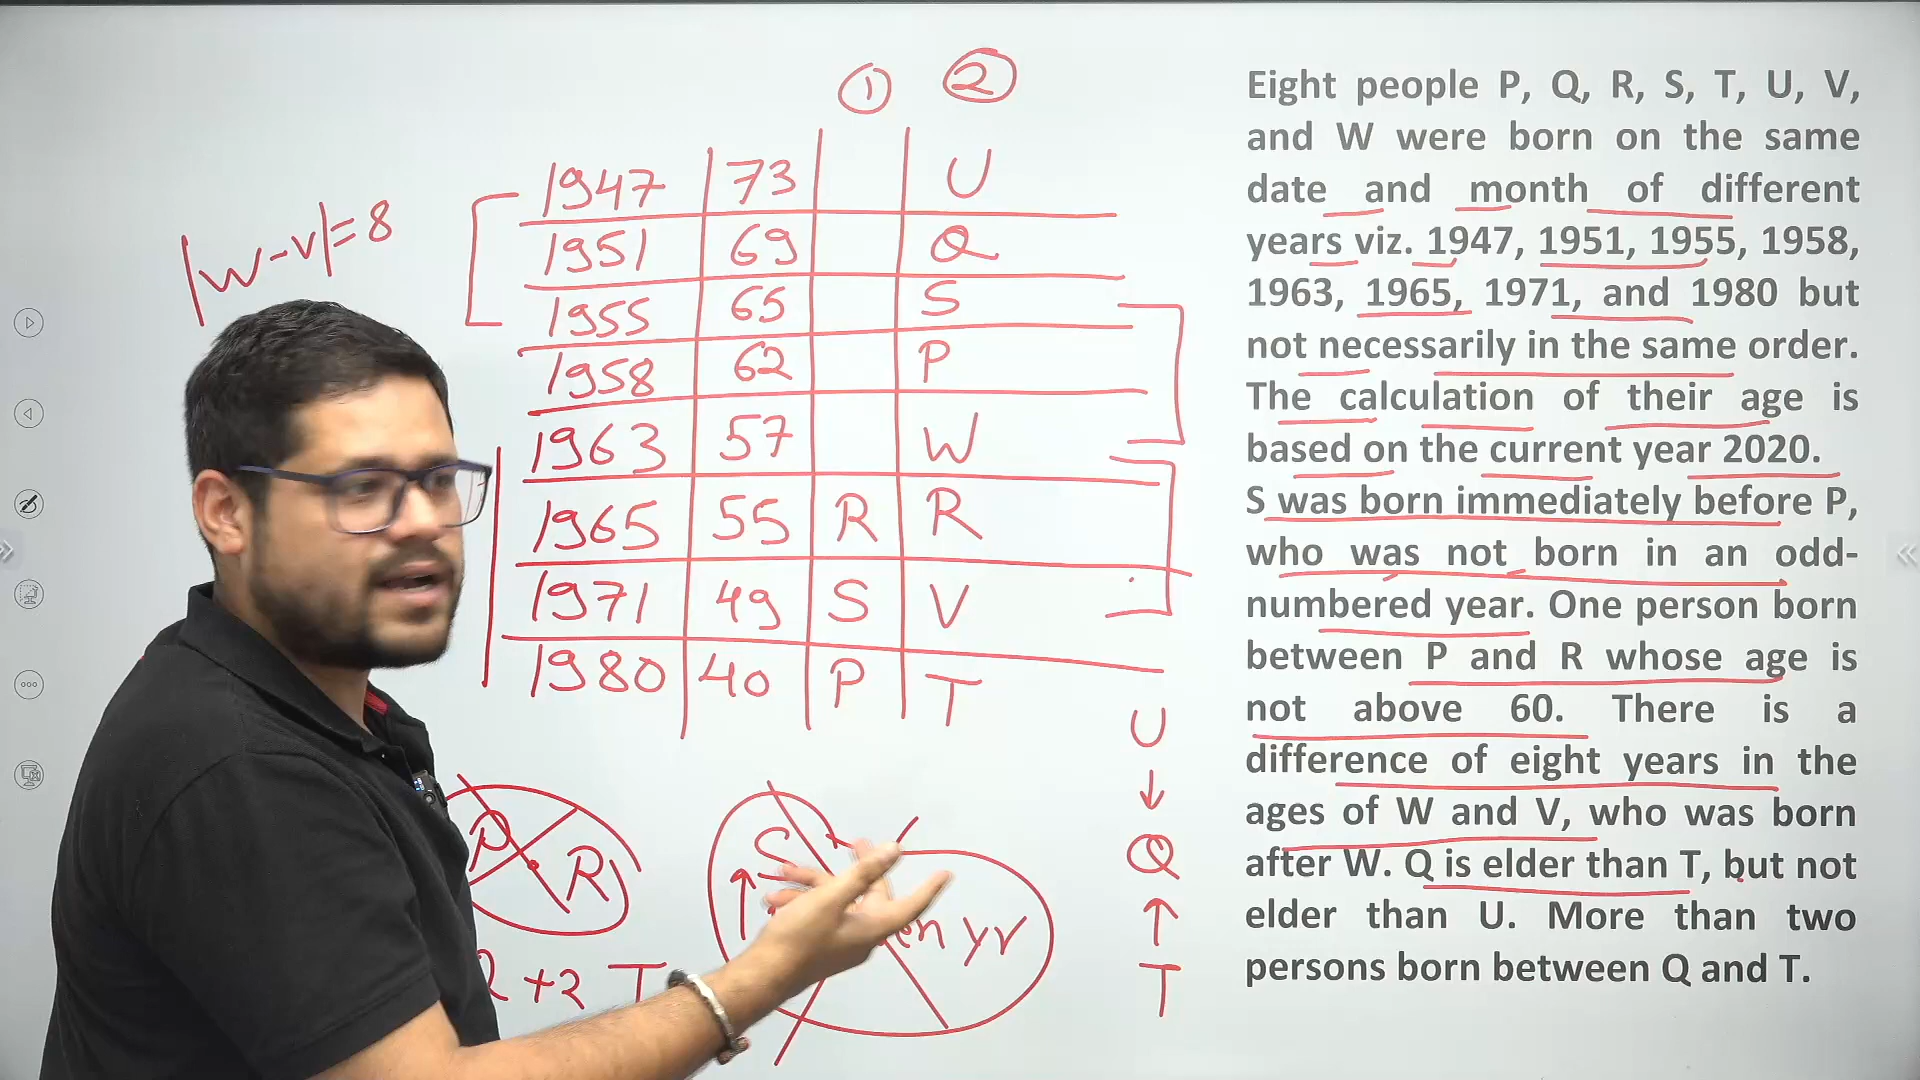 ① ②
|W-V|=8
1947 73 U
1951 69 Q
1955 65 S
1958 62 P
1963 57 W
1965 55 R R
1971 49 S V
1980 40 P T
U
↓
Q
↑
T
P R
S
yr
+2 T
Eight people P, Q, R, S, T, U, V,
and W were born on the same
date and month of different
years viz. 1947, 1951, 1955, 1958,
1963, 1965, 1971, and 1980 but
not necessarily in the same order.
The calculation of their age is
based on the current year 2020.
S was born immediately before P,
who was not born in an odd-
numbered year. One person born
between P and R whose age is
not above 60. There is a
difference of eight years in the
ages of W and V, who was born
after W. Q is elder than T, but not
elder than U. More than two
persons born between Q and T.